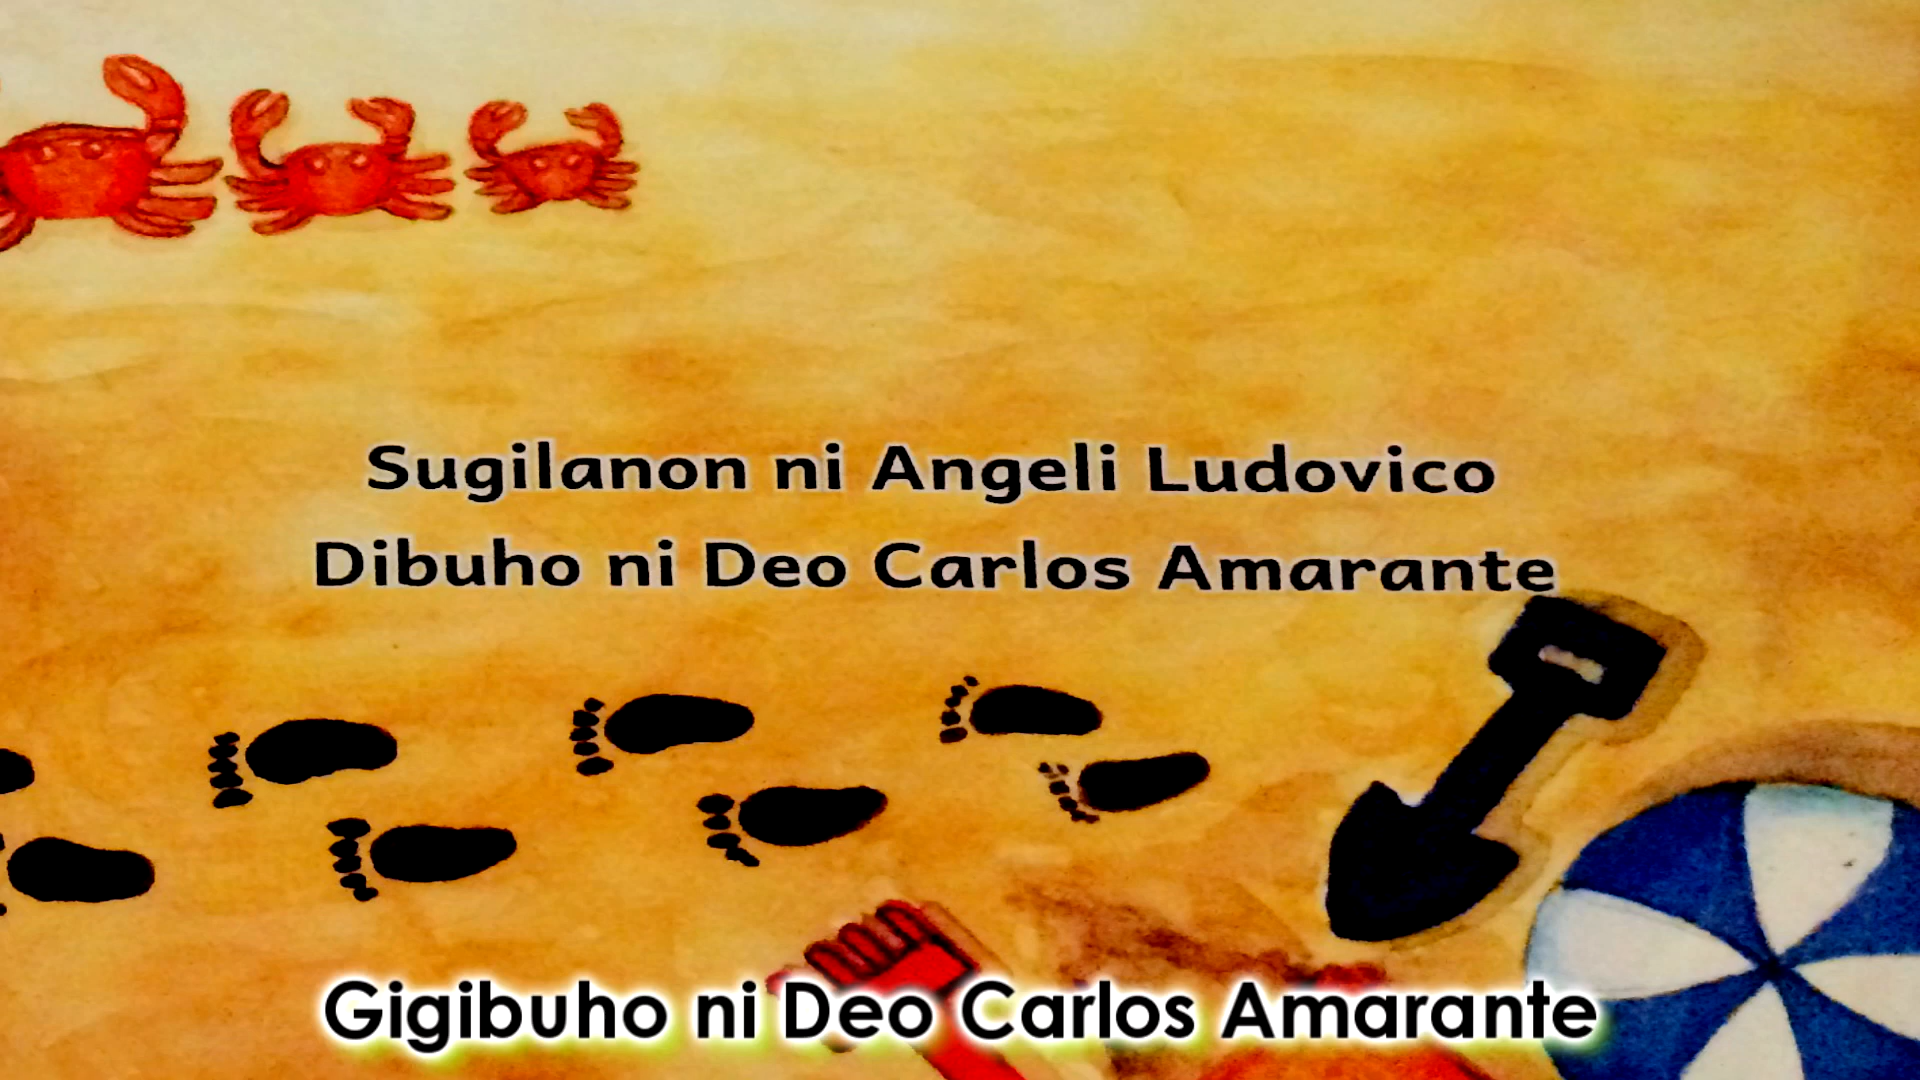 Sugilanon ni Angeli Ludovico
Dibuho ni Deo Carlos Amarante
Gigibuho ni Deo Carlos Amarante